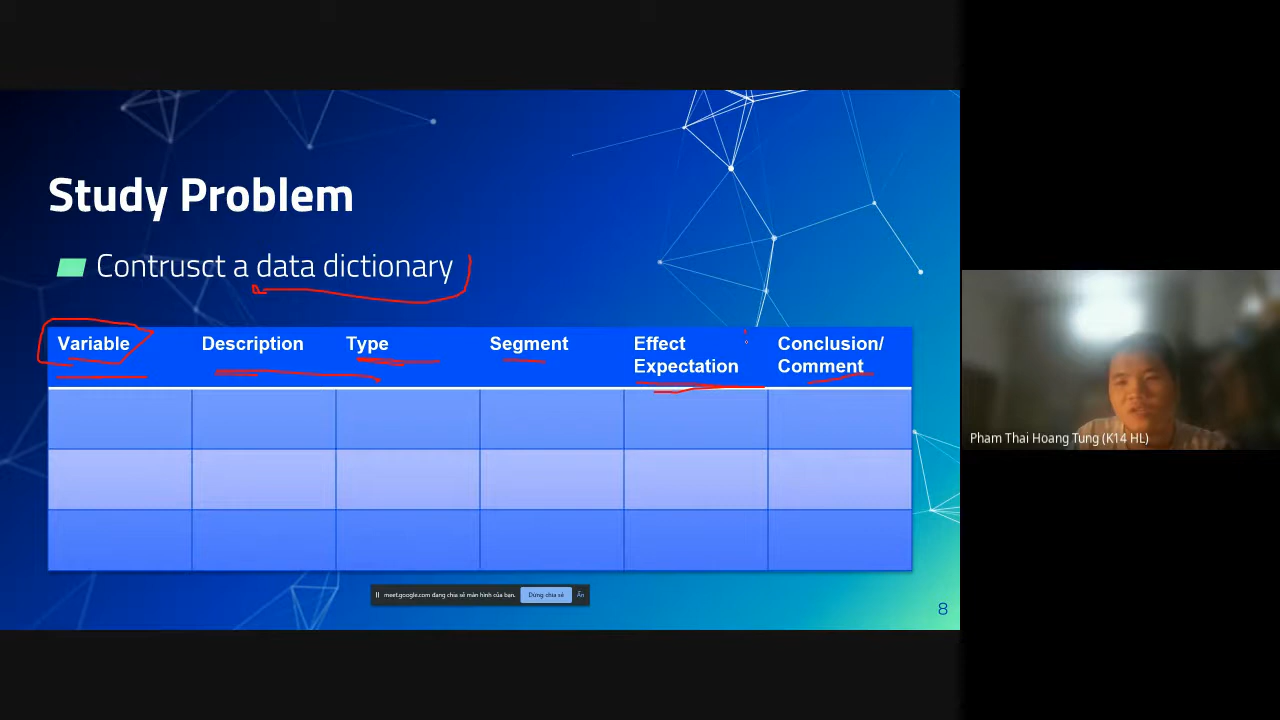 Study Problem
Contrusct a data dictionary
Variable Description Type Segment Effect Expectation Conclusion/ Comment
meet.google.com đang chia sẻ màn hình của bạn. Dừng chia sẻ Ẩn
8
Pham Thai Hoang Tung (K14 HL)